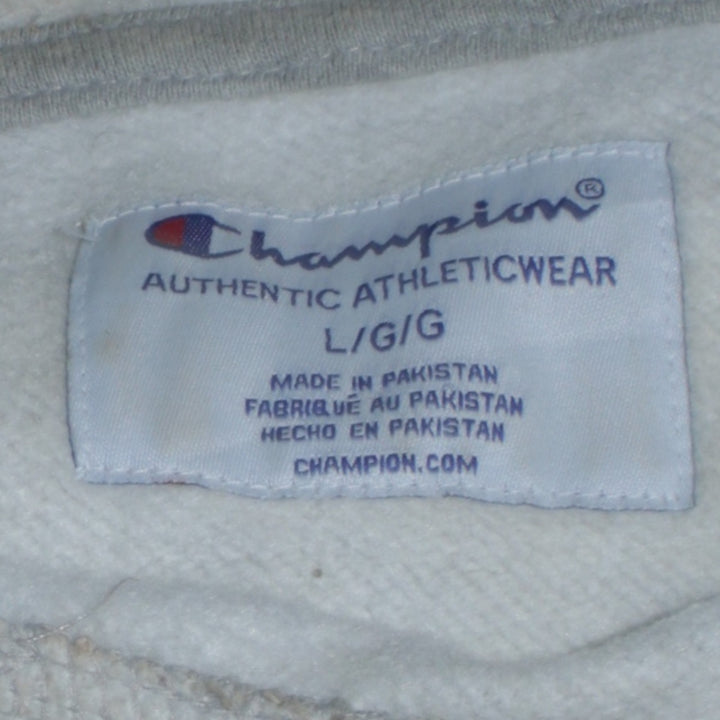 Champion®
AUTHENTIC ATHLETICWEAR
L/G/G
MADE IN PAKISTAN
FABRIQUÉ AU PAKISTAN
HECHO EN PAKISTAN
CHAMPION.COM